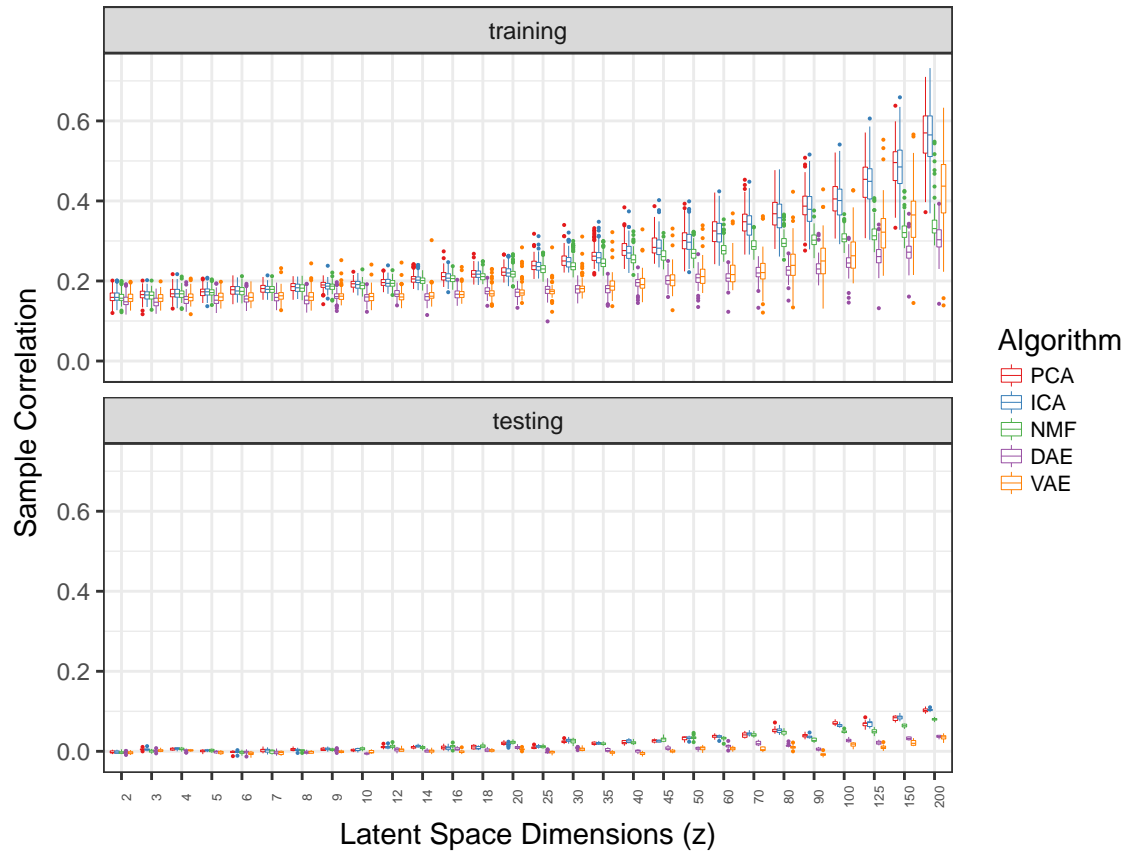 training
0.6
0.4
0.2
0.0
Sample Correlation
testing
0.6
0.4
0.2
0.0
2 3 4 5 6 7 8 9 10 12 14 16 18 20 25 30 35 40 45 50 60 70 80 90 100 125 150 200
Latent Space Dimensions (z)
Algorithm
PCA
ICA
NMF
DAE
VAE